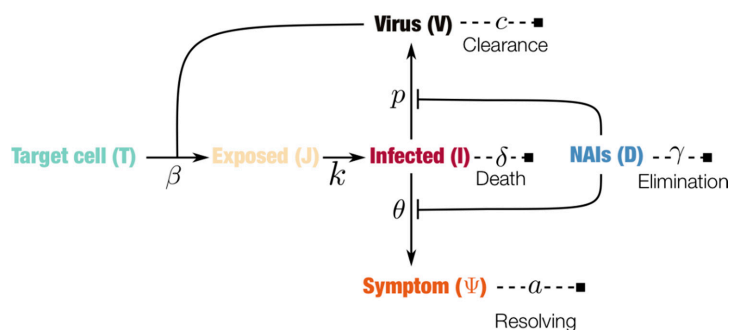 Virus (V) c
Clearance
p
Target cell (T) Exposed (J) Infected (I) δ NAIs (D) γ
β k Death Elimination
θ
Symptom (Ψ) a
Resolving